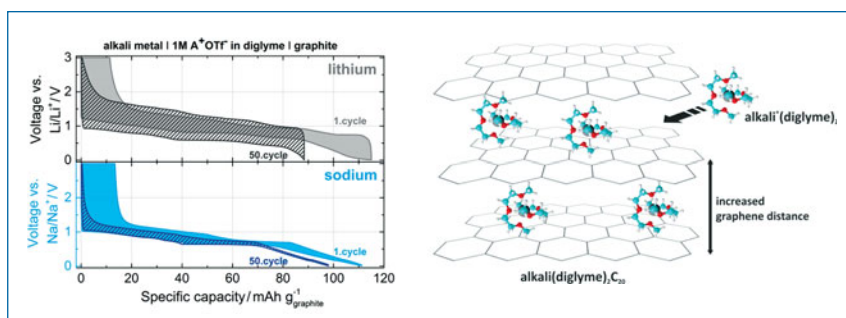 alkali metal | 1M A⁺OTf⁻ in diglyme | graphite
Voltage vs.
Li/Li⁺/V
3
2
1
0
lithium
1.cycle
50.cycle
Voltage vs.
Na/Na⁺/V
2
1
0
sodium
1.cycle
50.cycle
0 20 40 60 80 100 120
Specific capacity / mAh g⁻¹graphite
alkali⁺(diglyme)₂
increased
graphene distance
alkali(diglyme)₂C₂₀